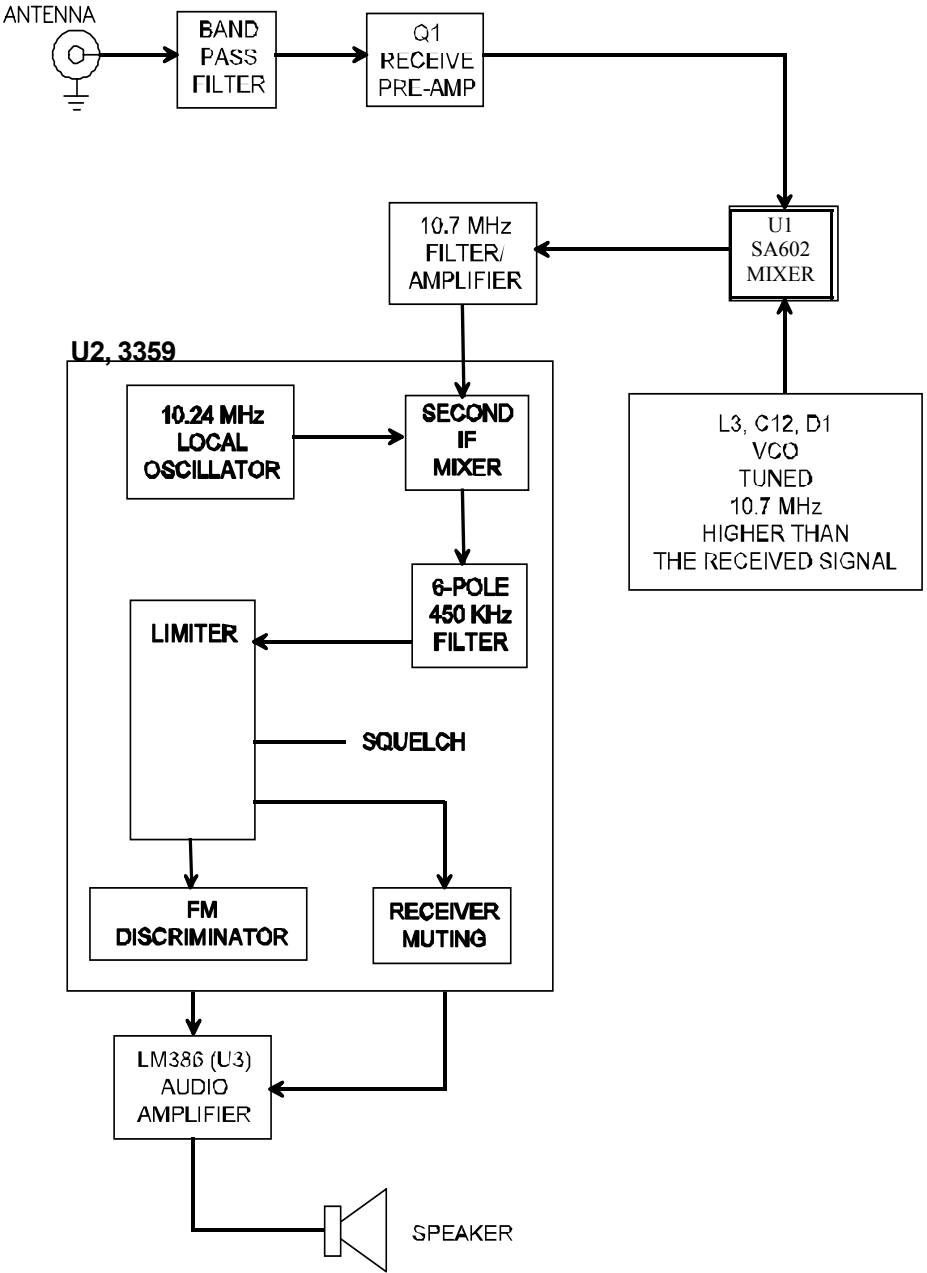 ANTENNA
BAND
PASS
FILTER
Q1
RECEIVE
PRE-AMP
U1
SA602
MIXER
10.7 MHz
FILTER/
AMPLIFIER
L3, C12, D1
VCO
TUNED
10.7 MHz
HIGHER THAN
THE RECEIVED SIGNAL
U2, 3359
10.24 MHz
LOCAL
OSCILLATOR
SECOND
IF
MIXER
6-POLE
450 KHz
FILTER
LIMITER
SQUELCH
FM
DISCRIMINATOR
RECEIVER
MUTING
LM386 (U3)
AUDIO
AMPLIFIER
SPEAKER